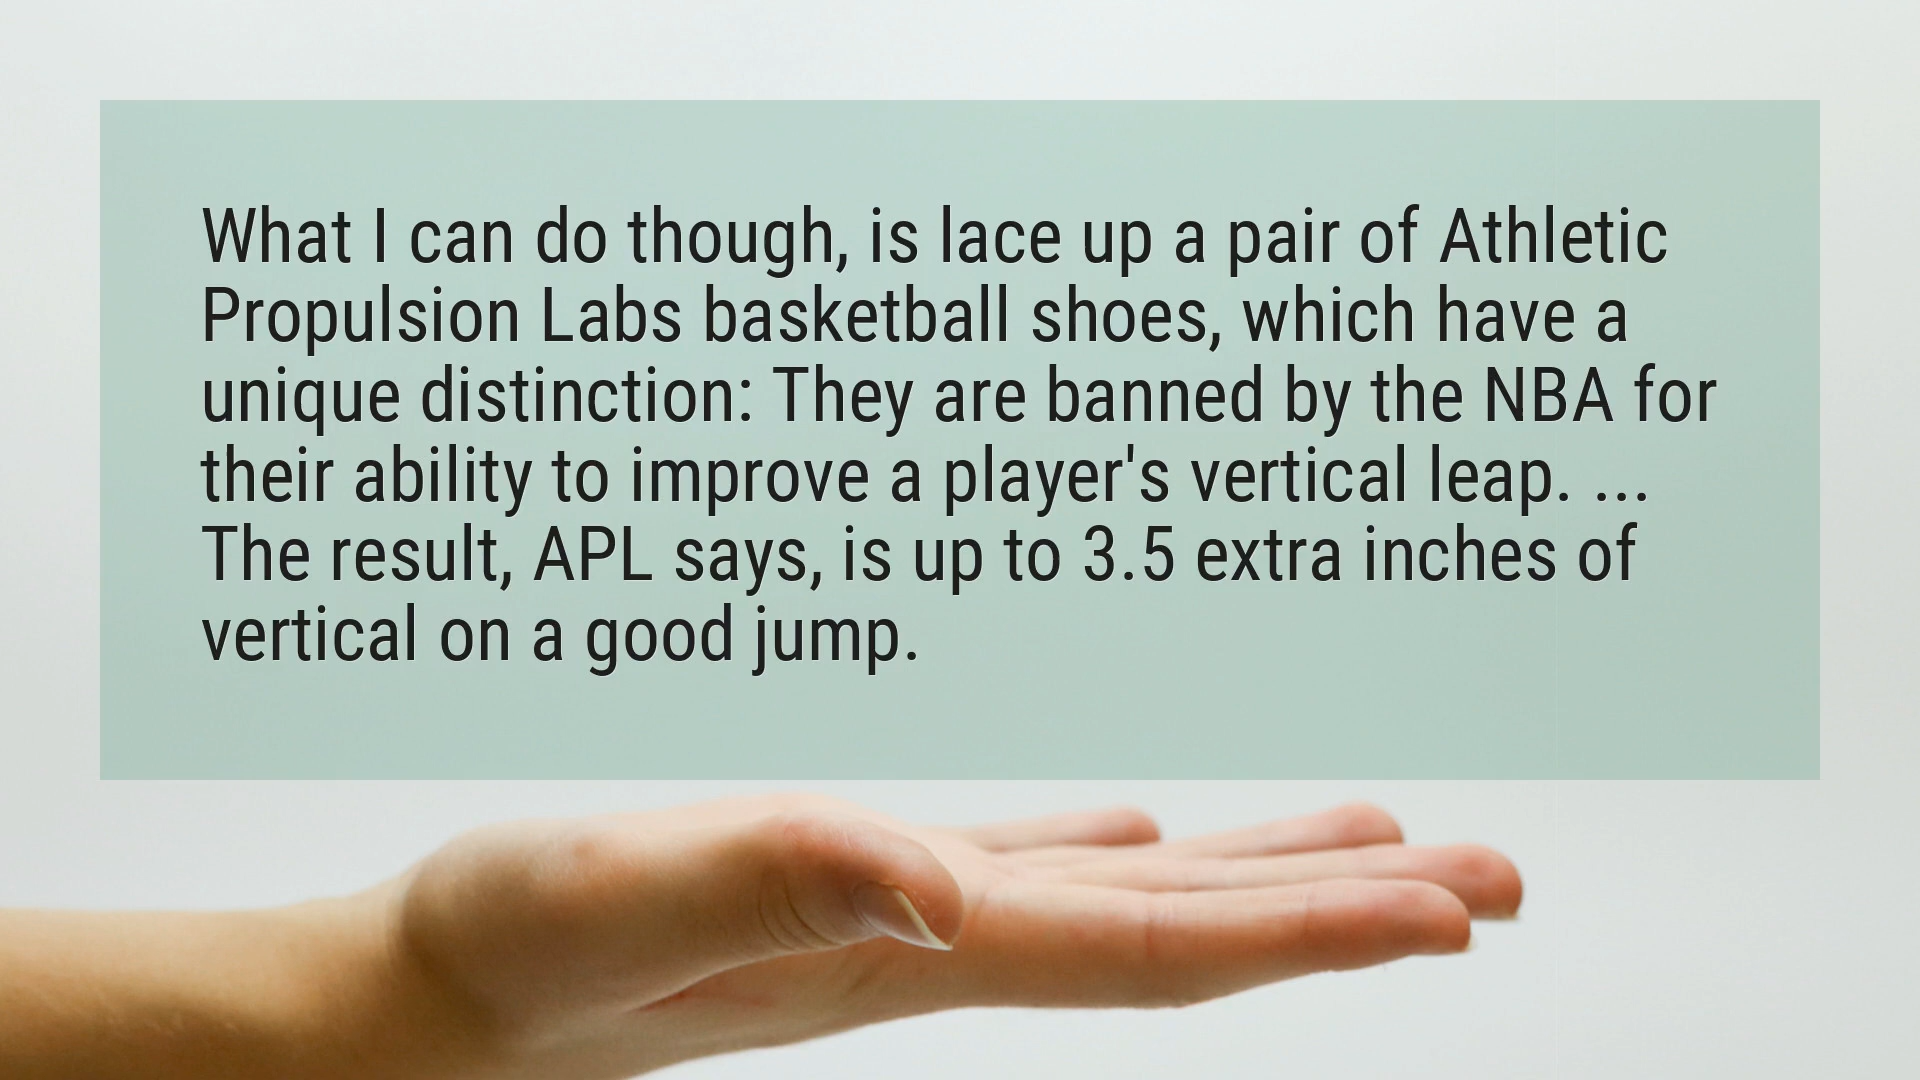 What I can do though, is lace up a pair of Athletic
Propulsion Labs basketball shoes, which have a
unique distinction: They are banned by the NBA for
their ability to improve a player's vertical leap. ...
The result, APL says, is up to 3.5 extra inches of
vertical on a good jump.